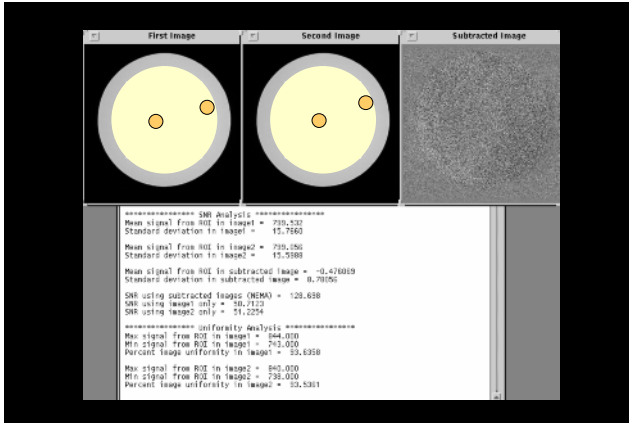 First Image
Second Image
Subtracted Image
**************** SNR Analysis ****************
Mean signal from ROI in image1 = 799.532
Standard deviation in image1 = 15.7660
Mean signal from ROI in image2 = 799.056
Standard deviation in image2 = 15.5988
Mean signal from ROI in subtracted image = -0.476089
Standard deviation in subtracted image = 8.78056
SNR using subtracted images (NEMA) = 128.698
SNR using image1 only = 50.7123
SNR using image2 only = 51.2254
**************** Uniformity Analysis ****************
Max signal from ROI in image1 = 844.000
Min signal from ROI in image1 = 743.000
Percent image uniformity in image1 = 93.6358
Max signal from ROI in image2 = 840.000
Min signal from ROI in image2 = 738.000
Percent image uniformity in image2 = 93.5361